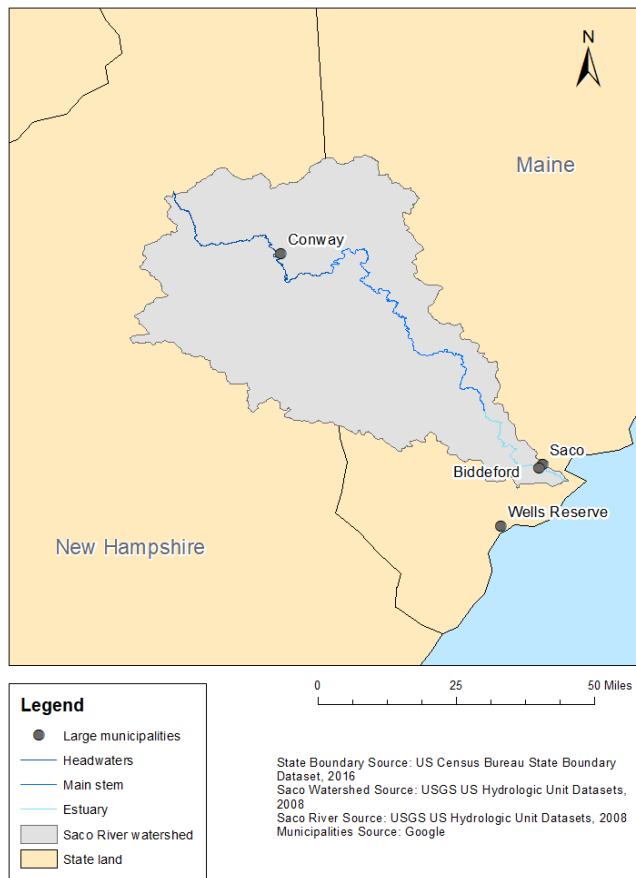 N
Maine
Conway
Saco
Biddeford
Wells Reserve
New Hampshire
Legend
Large municipalities
Headwaters
Main stem
Estuary
Saco River watershed
State land
0 25 50 Miles
State Boundary Source: US Census Bureau State Boundary
Dataset, 2016
Saco Watershed Source: USGS US Hydrologic Unit Datasets,
2008
Saco River Source: USGS US Hydrologic Unit Datasets, 2008
Municipalities Source: Google